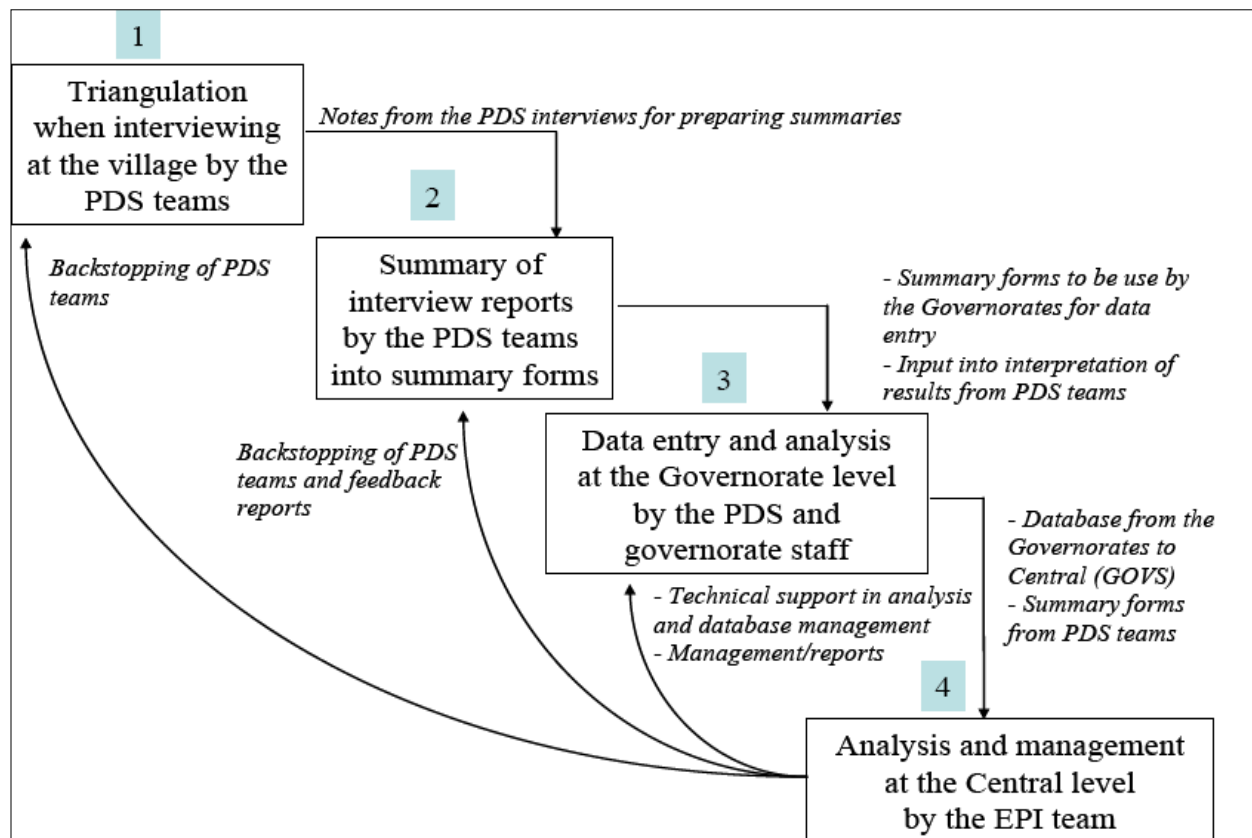 1
Triangulation
when interviewing
at the village by the
PDS teams
Notes from the PDS interviews for preparing summaries
2
Summary of
interview reports
by the PDS teams
into summary forms
Backstopping of PDS
teams
- Summary forms to be use by
the Governorates for data
entry
- Input into interpretation of
results from PDS teams
3
Data entry and analysis
at the Governorate level
by the PDS and
governorate staff
Backstopping of PDS
teams and feedback
reports
- Database from the
Governorates to
Central (GOVS)
- Summary forms
from PDS teams
- Technical support in analysis
and database management
- Management/reports
4
Analysis and management
at the Central level
by the EPI team